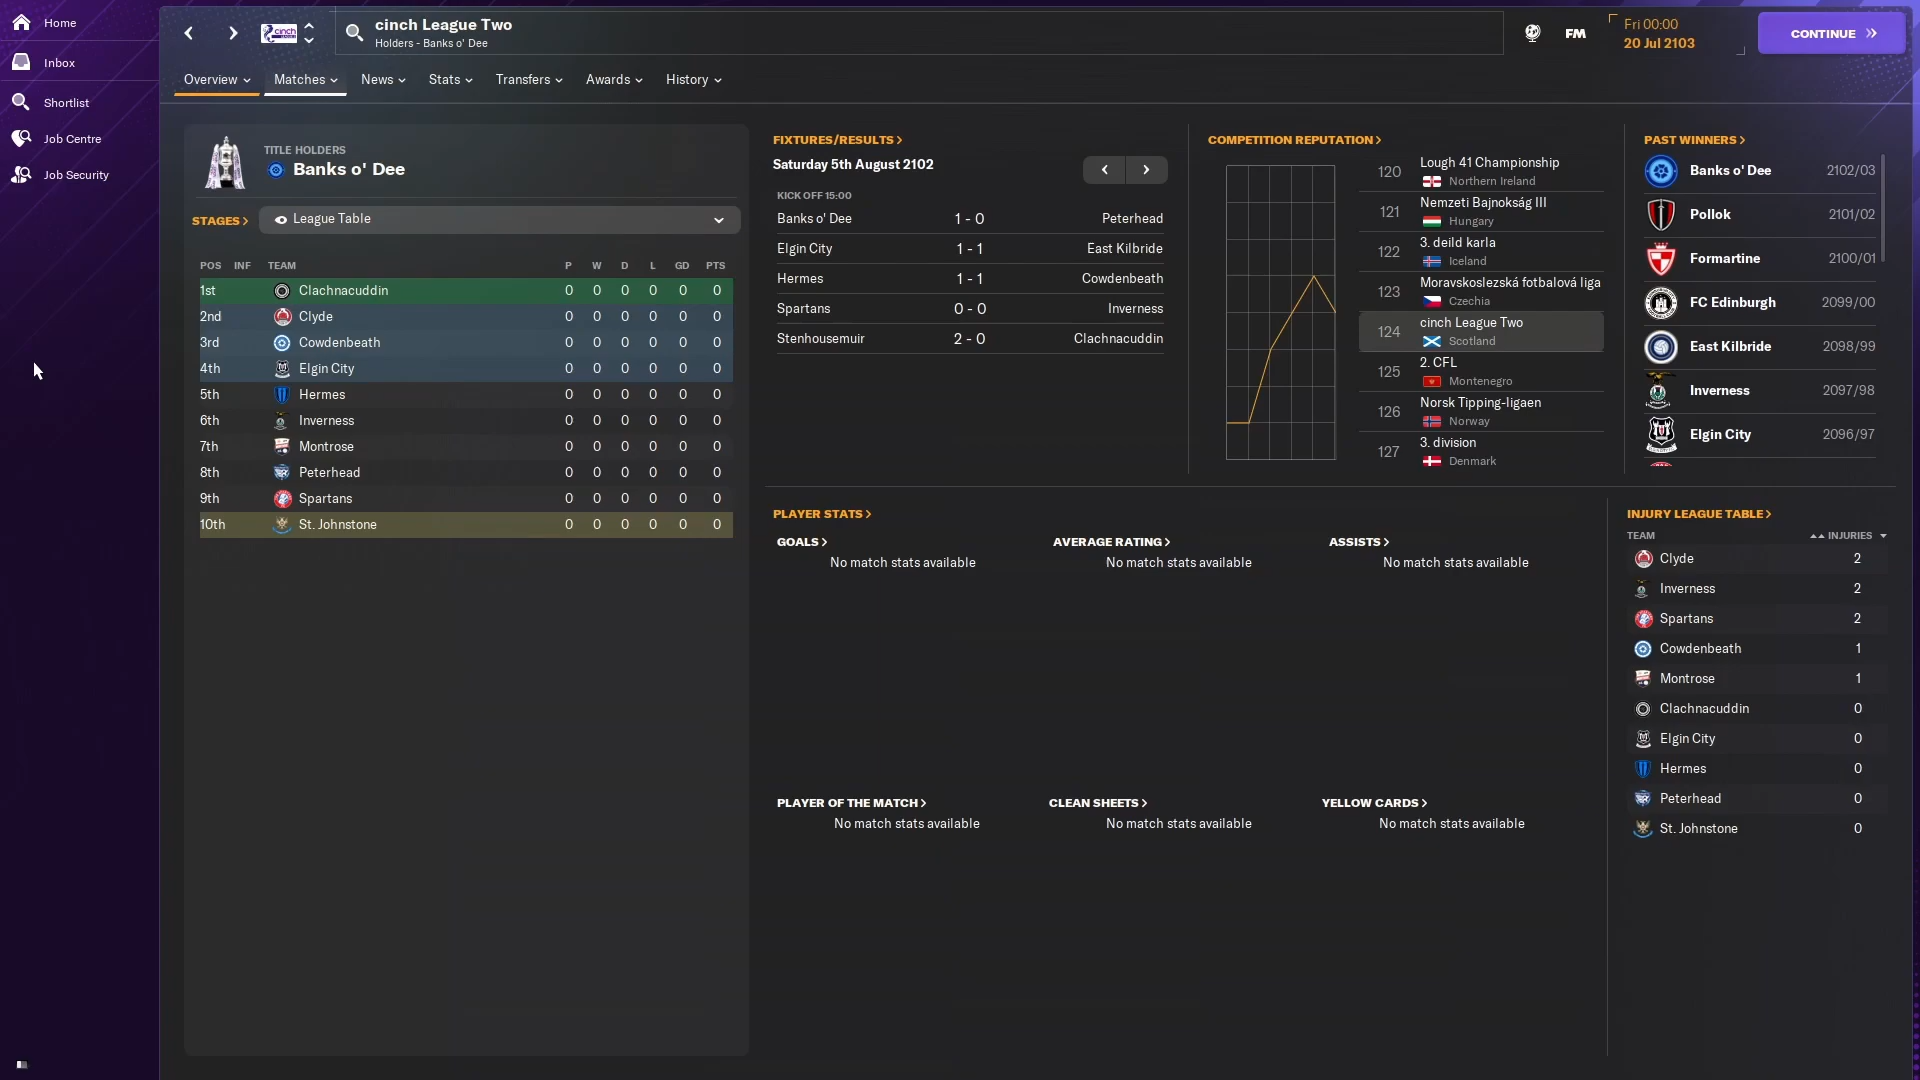 Home
Inbox
Shortlist
Job Centre
Job Security
cinch
cinch League Two
Holders - Banks o' Dee
FM
Fri 00:00
20 Jul 2103
CONTINUE
Overview
Matches
News
Stats
Transfers
Awards
History
TITLE HOLDERS
Banks o' Dee
STAGES
League Table
POS INF TEAM P W D L GD PTS
1st Clachnacuddin 0 0 0 0 0 0
2nd Clyde 0 0 0 0 0 0
3rd Cowdenbeath 0 0 0 0 0 0
4th Elgin City 0 0 0 0 0 0
5th Hermes 0 0 0 0 0 0
6th Inverness 0 0 0 0 0 0
7th Montrose 0 0 0 0 0 0
8th Peterhead 0 0 0 0 0 0
9th Spartans 0 0 0 0 0 0
10th St. Johnstone 0 0 0 0 0 0
FIXTURES/RESULTS
Saturday 5th August 2102
KICK OFF 15:00
Banks o' Dee 1 - 0 Peterhead
Elgin City 1 - 1 East Kilbride
Hermes 1 - 1 Cowdenbeath
Spartans 0 - 0 Inverness
Stenhousemuir 2 - 0 Clachnacuddin
COMPETITION REPUTATION
120 Lough 41 Championship
Northern Ireland
121 Nemzeti Bajnokság III
Hungary
122 3. deild karla
Iceland
123 Moravskoslezská fotbalová liga
Czechia
124 cinch League Two
Scotland
125 2. CFL
Montenegro
126 Norsk Tipping-ligaen
Norway
127 3. division
Denmark
PAST WINNERS
Banks o' Dee 2102/03
Pollok 2101/02
Formartine 2100/01
FC Edinburgh 2099/00
East Kilbride 2098/99
Inverness 2097/98
Elgin City 2096/97
PLAYER STATS
GOALS
No match stats available
AVERAGE RATING
No match stats available
ASSISTS
No match stats available
PLAYER OF THE MATCH
No match stats available
CLEAN SHEETS
No match stats available
YELLOW CARDS
No match stats available
INJURY LEAGUE TABLE
TEAM INJURIES
Clyde 2
Inverness 2
Spartans 2
Cowdenbeath 1
Montrose 1
Clachnacuddin 0
Elgin City 0
Hermes 0
Peterhead 0
St. Johnstone 0